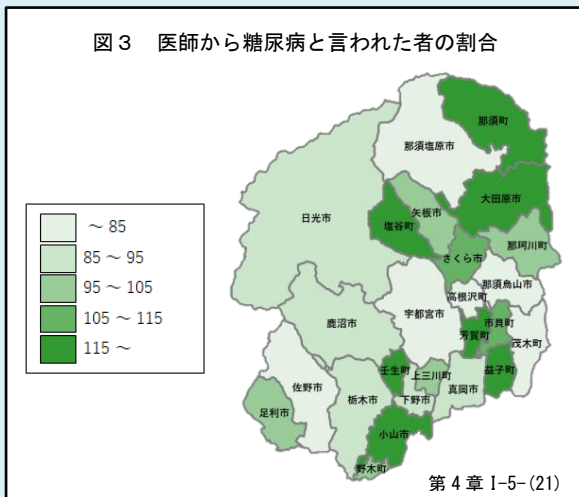 図3 医師から糖尿病と言われた者の割合
那須町
那須塩原市
大田原市
矢板市
塩谷町
日光市
那珂川町
さくら市
那須烏山市
高根沢町
宇都宮市
鹿沼市
市貝町
芳賀町
茂木町
壬生町
上三川町
益子町
真岡市
佐野市
栃木市
下野市
足利市
小山市
野木町
~ 85
85 ~ 95
95 ~ 105
105 ~ 115
115 ~
第4章 I-5-(21)